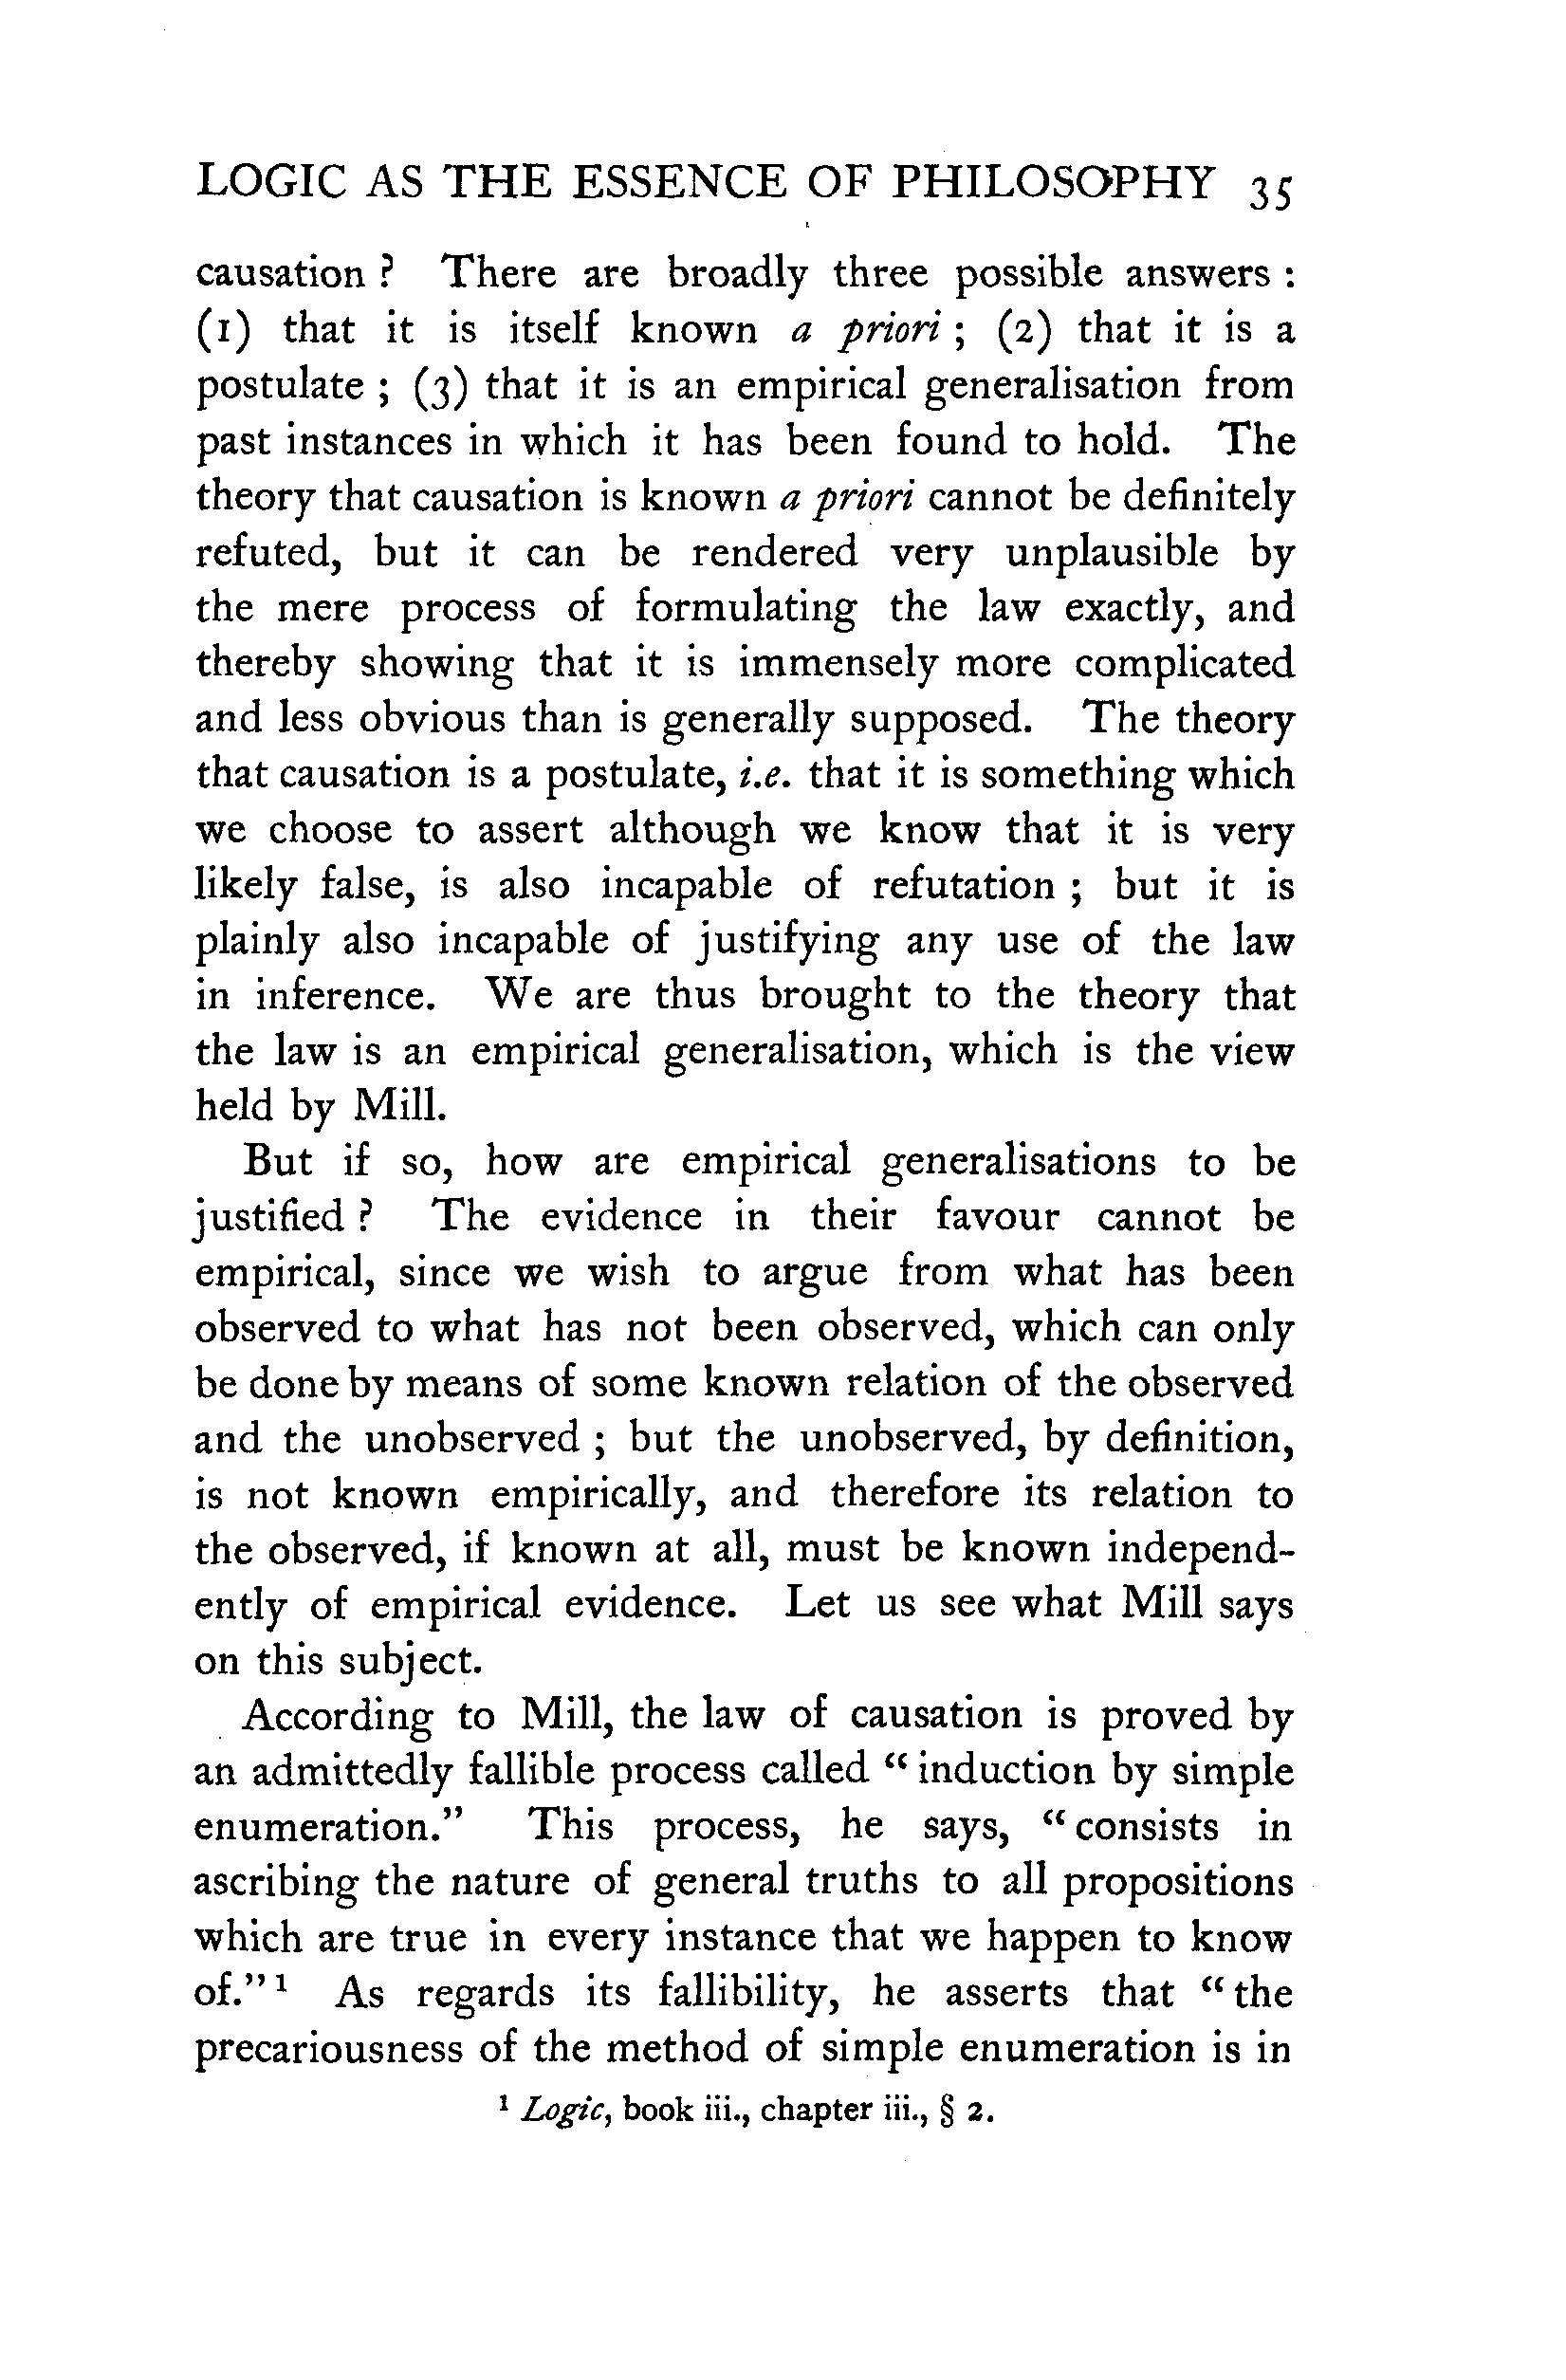 LOGIC AS THE ESSENCE OF PHILOSOPHY 35
causation ? There are broadly three possible answers :
(1) that it is itself known a priori ; (2) that it is a
postulate ; (3) that it is an empirical generalisation from
past instances in which it has been found to hold. The
theory that causation is known a priori cannot be definitely
refuted, but it can be rendered very unplausible by
the mere process of formulating the law exactly, and
thereby showing that it is immensely more complicated
and less obvious than is generally supposed. The theory
that causation is a postulate, i.e. that it is something which
we choose to assert although we know that it is very
likely false, is also incapable of refutation ; but it is
plainly also incapable of justifying any use of the law
in inference. We are thus brought to the theory that
the law is an empirical generalisation, which is the view
held by Mill.
But if so, how are empirical generalisations to be
justified ? The evidence in their favour cannot be
empirical, since we wish to argue from what has been
observed to what has not been observed, which can only
be done by means of some known relation of the observed
and the unobserved ; but the unobserved, by definition,
is not known empirically, and therefore its relation to
the observed, if known at all, must be known independ-
ently of empirical evidence. Let us see what Mill says
on this subject.
According to Mill, the law of causation is proved by
an admittedly fallible process called “ induction by simple
enumeration.” This process, he says, “ consists in
ascribing the nature of general truths to all propositions
which are true in every instance that we happen to know
of.” ¹ As regards its fallibility, he asserts that “ the
precariousness of the method of simple enumeration is in
¹ Logic, book iii., chapter iii., § 2.